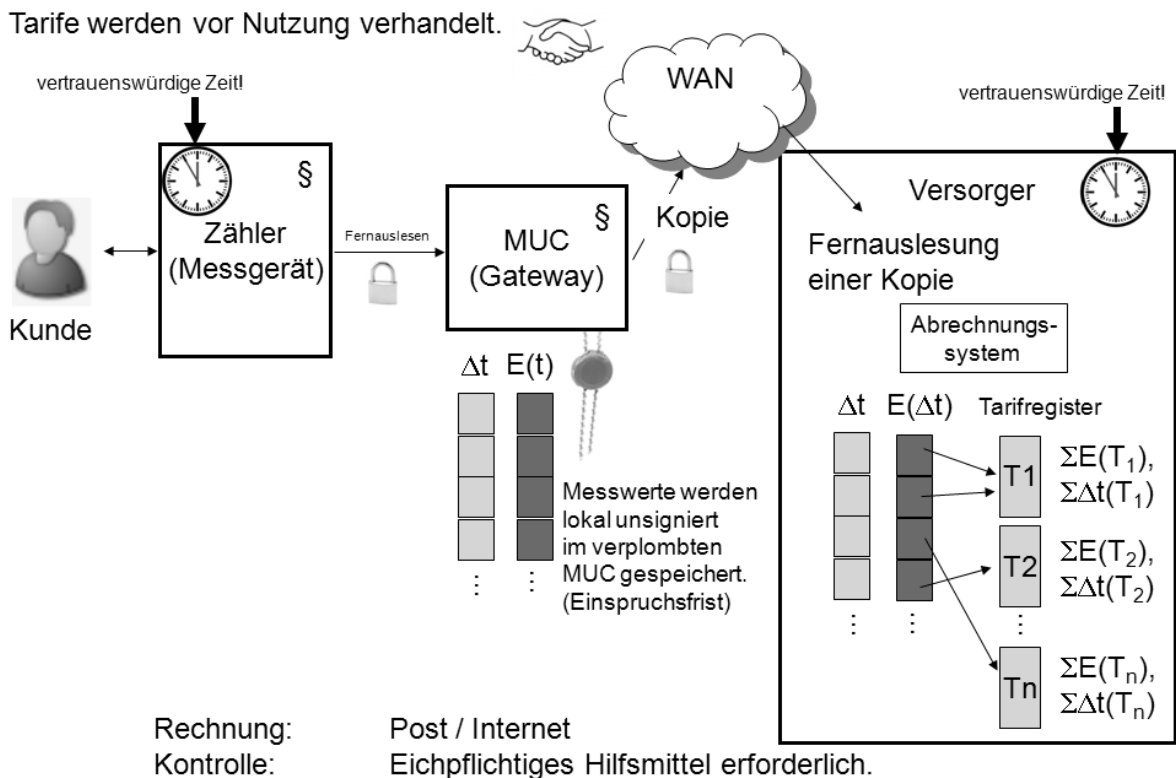 Tarife werden vor Nutzung verhandelt.
vertrauenswürdige Zeit!
WAN
vertrauenswürdige Zeit!
§
Zähler
(Messgerät)
Kunde
Fernauslesen
§
MUC
(Gateway)
Kopie
Versorger
Fernauslesung
einer Kopie
Abrechnungs-
system
Δt E(t)
⋮ ⋮
Messwerte werden
lokal unsigniert
im verplombten
MUC gespeichert.
(Einspruchsfrist)
Δt E(Δt) Tarifregister
T1 ΣE(T₁),
ΣΔt(T₁)
T2 ΣE(T₂),
ΣΔt(T₂)
⋮ ⋮ ⋮
Tn ΣE(Tₙ),
ΣΔt(Tₙ)
Rechnung: Post / Internet
Kontrolle: Eichpflichtiges Hilfsmittel erforderlich.